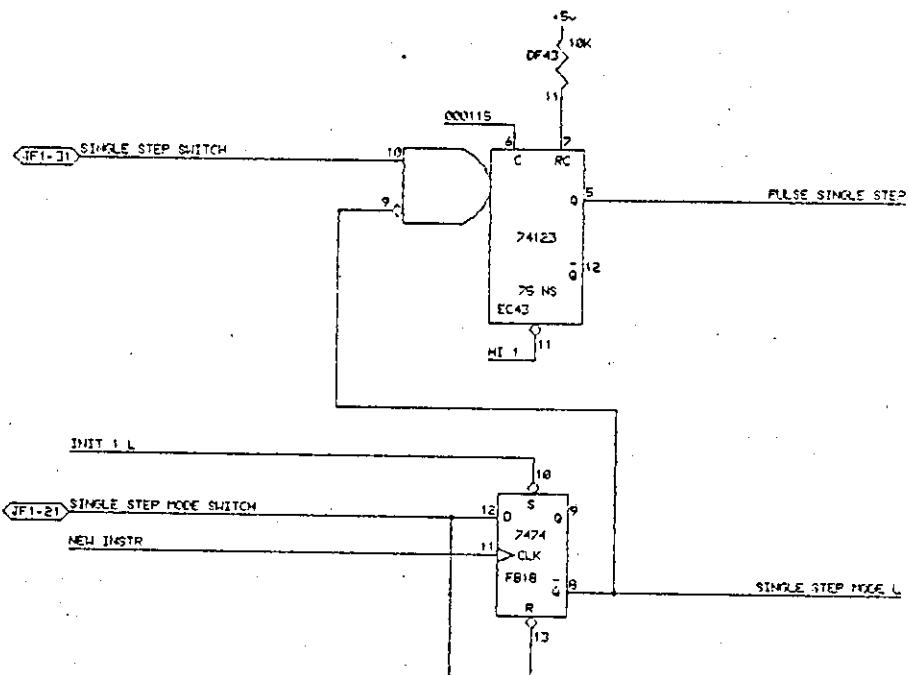 +5v
10K
DF43
11
000115
6
7
JF1-31
SINGLE STEP SWITCH
10
C
RC
9
Q
5
PULSE SINGLE STEP
74123
Q
12
75 NS
EC43
11
HI 1
INIT 1 L
10
S
JF1-21
SINGLE STEP MODE SWITCH
12
D
Q
9
7474
NEW INSTR
11
CLK
FB18
Q
8
SINGLE STEP MODE L
R
13